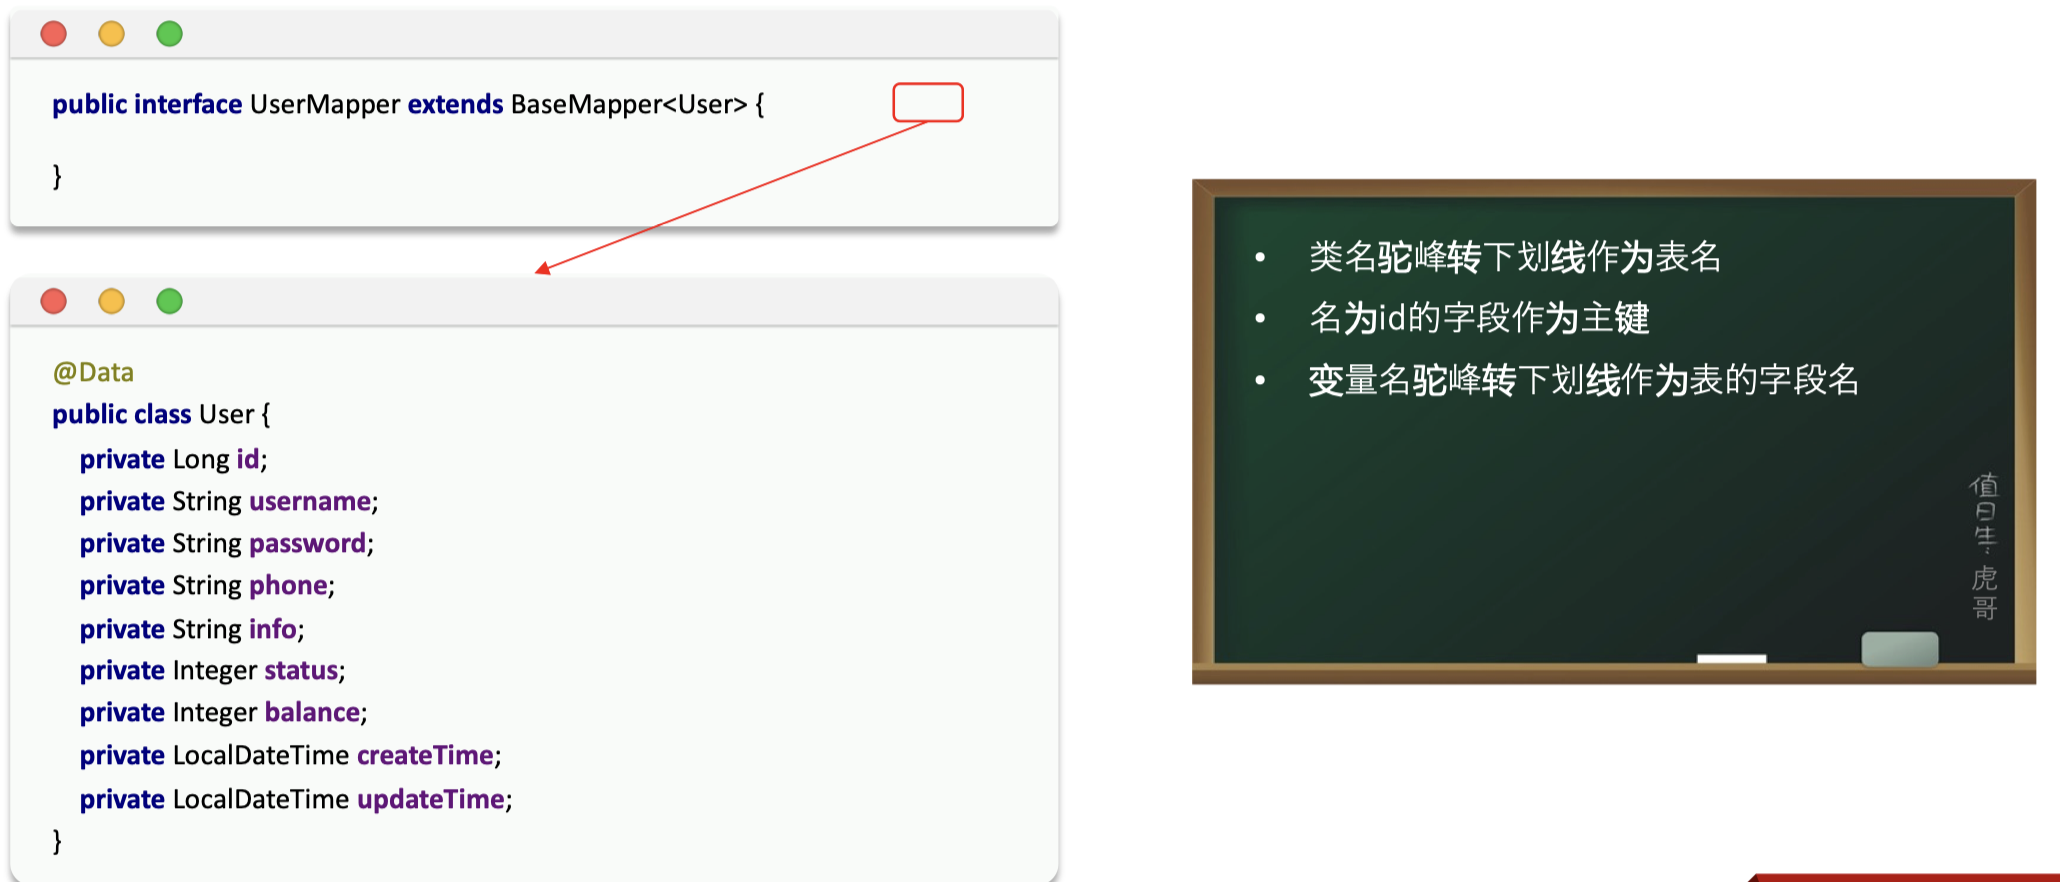 public interface UserMapper extends BaseMapper<User> {
}
@Data
public class User {
private Long id;
private String username;
private String password;
private String phone;
private String info;
private Integer status;
private Integer balance;
private LocalDateTime createTime;
private LocalDateTime updateTime;
}
• 类名驼峰转下划线作为表名
• 名为id的字段作为主键
• 变量名驼峰转下划线作为表的字段名
值日生：虎哥